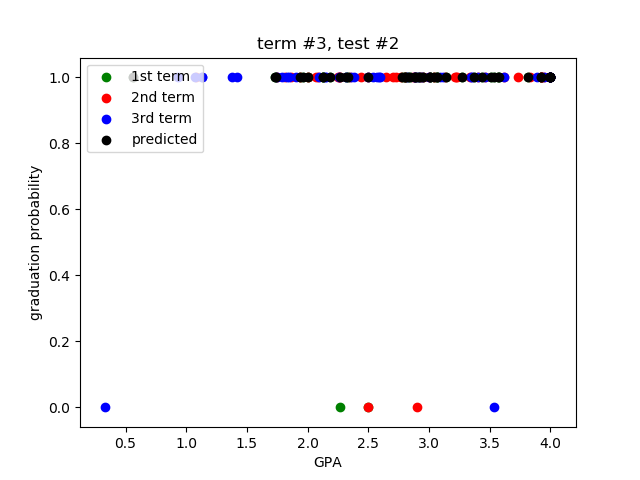 term #3, test #2
1st term
2nd term
3rd term
predicted
graduation probability
1.0
0.8
0.6
0.4
0.2
0.0
0.5 1.0 1.5 2.0 2.5 3.0 3.5 4.0
GPA